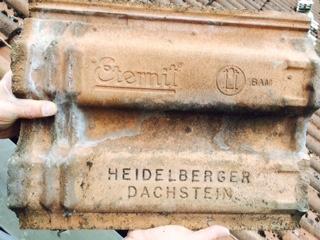 Eternit BAM
HEIDELBERGER
DACHSTEIN